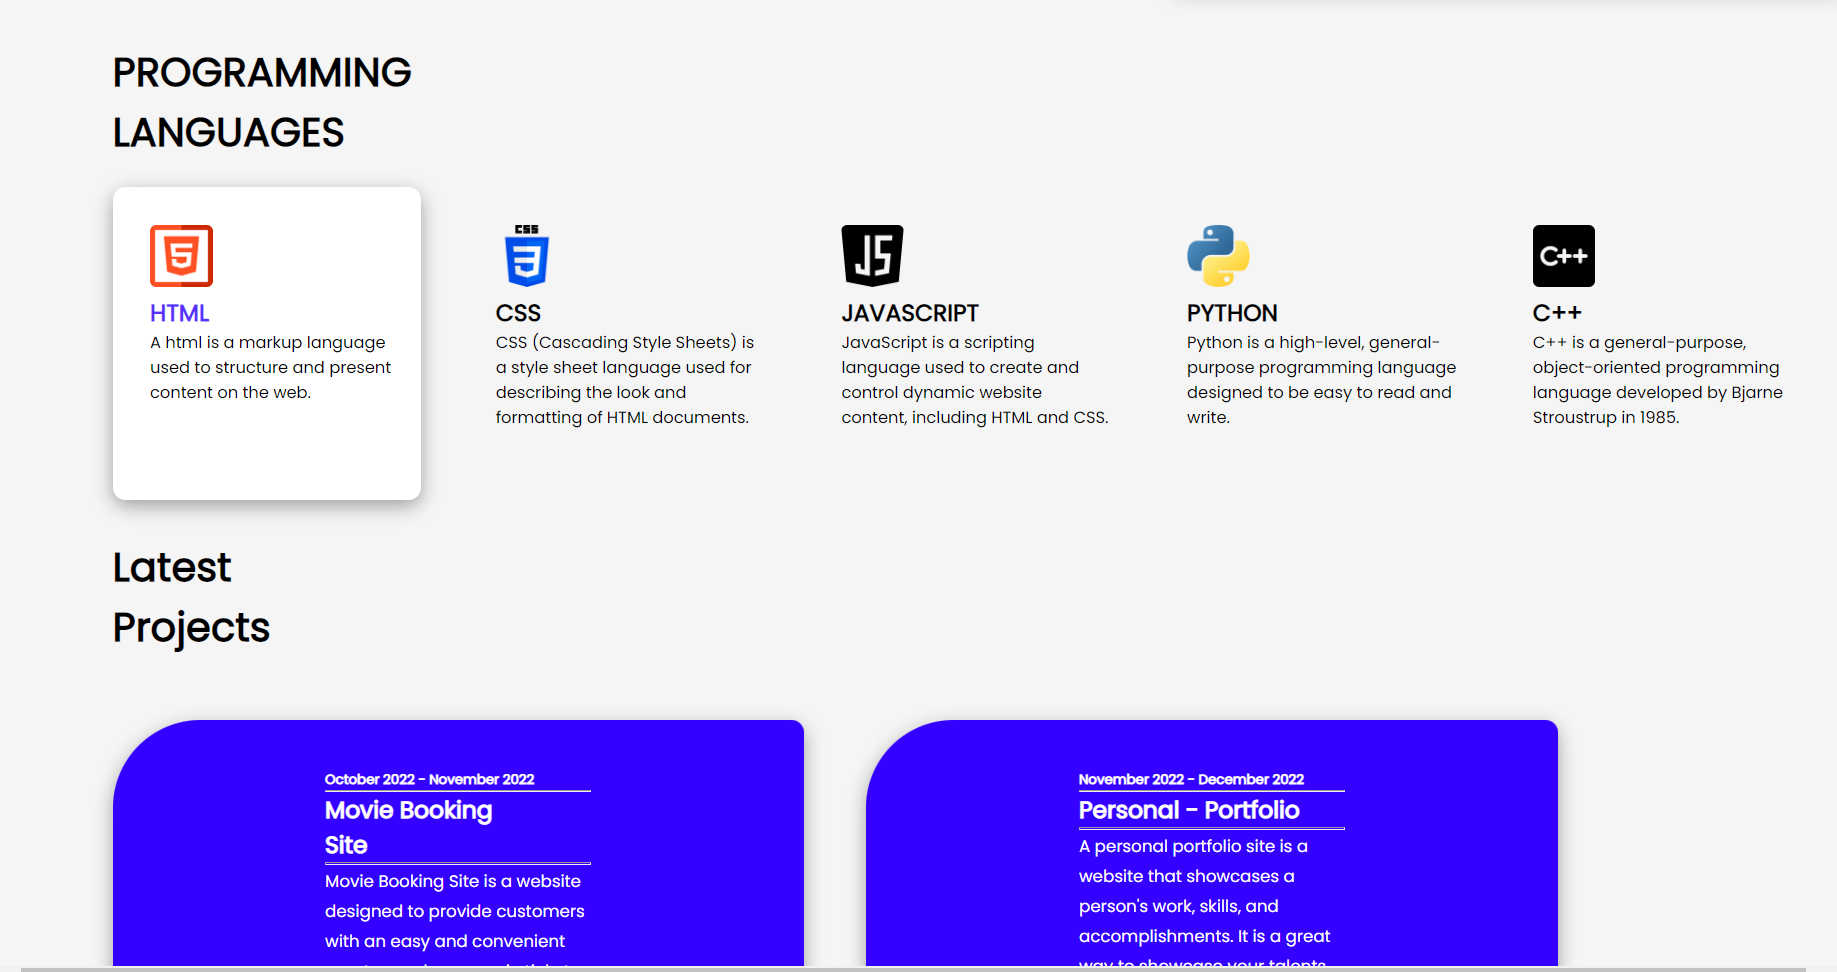 PROGRAMMING
LANGUAGES
5
HTML
A html is a markup language
used to structure and present
content on the web.
CSS
3
CSS
CSS (Cascading Style Sheets) is
a style sheet language used for
describing the look and
formatting of HTML documents.
JS
JAVASCRIPT
JavaScript is a scripting
language used to create and
control dynamic website
content, including HTML and CSS.
PYTHON
Python is a high-level, general-
purpose programming language
designed to be easy to read and
write.
C++
C++
C++ is a general-purpose,
object-oriented programming
language developed by Bjarne
Stroustrup in 1985.
Latest
Projects
October 2022 - November 2022
Movie Booking
Site
Movie Booking Site is a website
designed to provide customers
with an easy and convenient
November 2022 - December 2022
Personal - Portfolio
A personal portfolio site is a
website that showcases a
person's work, skills, and
accomplishments. It is a great
way to showcase your talents